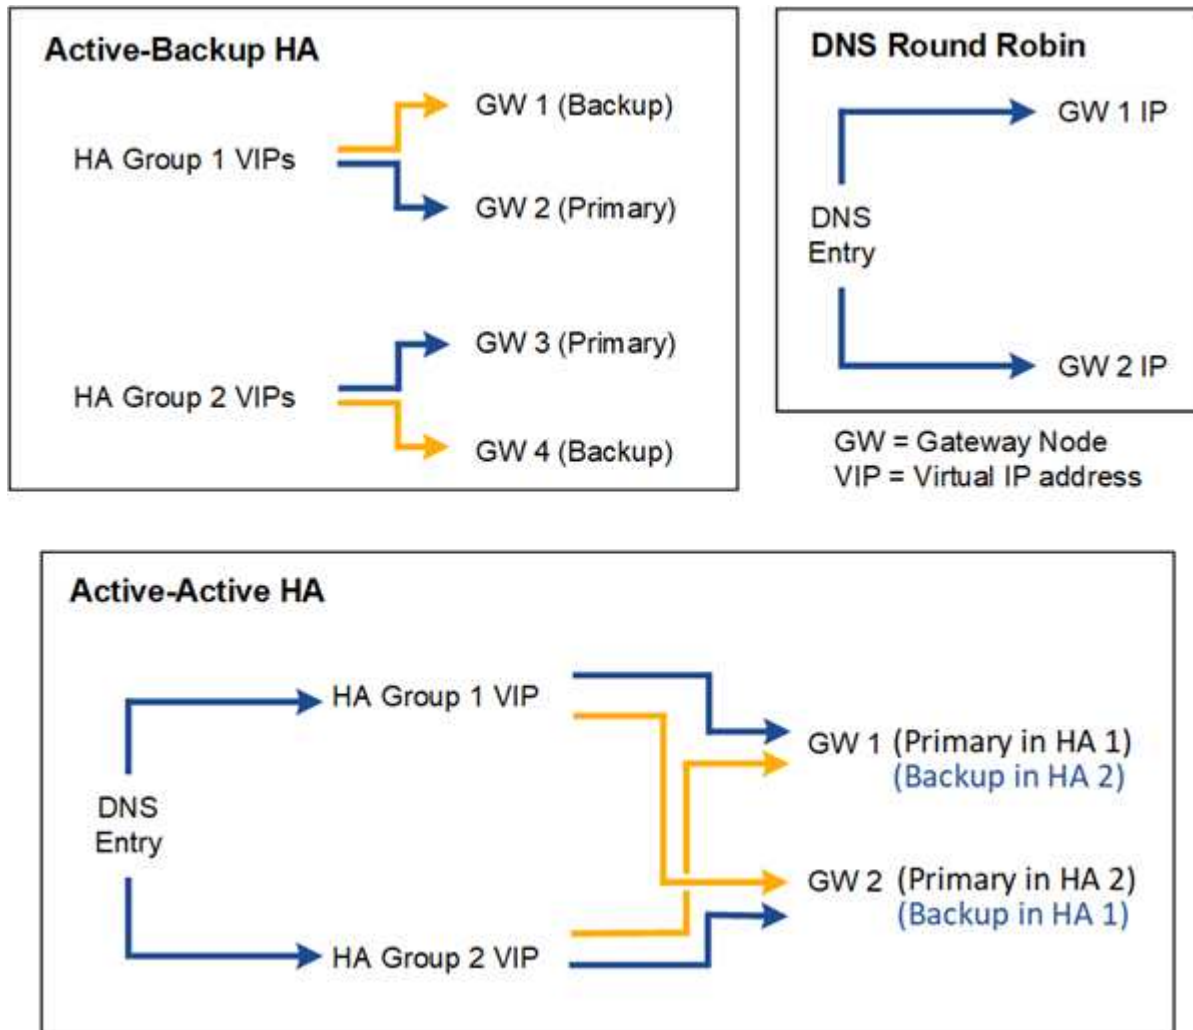 Active-Backup HA
HA Group 1 VIPs
GW 1 (Backup)
GW 2 (Primary)
HA Group 2 VIPs
GW 3 (Primary)
GW 4 (Backup)
DNS Round Robin
DNS
Entry
GW 1 IP
GW 2 IP
GW = Gateway Node
VIP = Virtual IP address
Active-Active HA
DNS
Entry
HA Group 1 VIP
HA Group 2 VIP
GW 1 (Primary in HA 1)
(Backup in HA 2)
GW 2 (Primary in HA 2)
(Backup in HA 1)